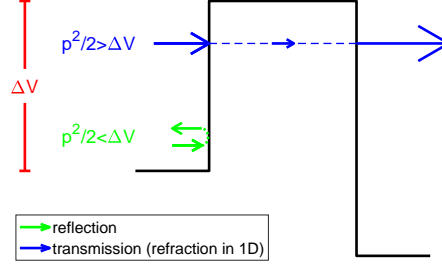 p²/2>ΔV
ΔV
p²/2<ΔV
reflection
transmission (refraction in 1D)